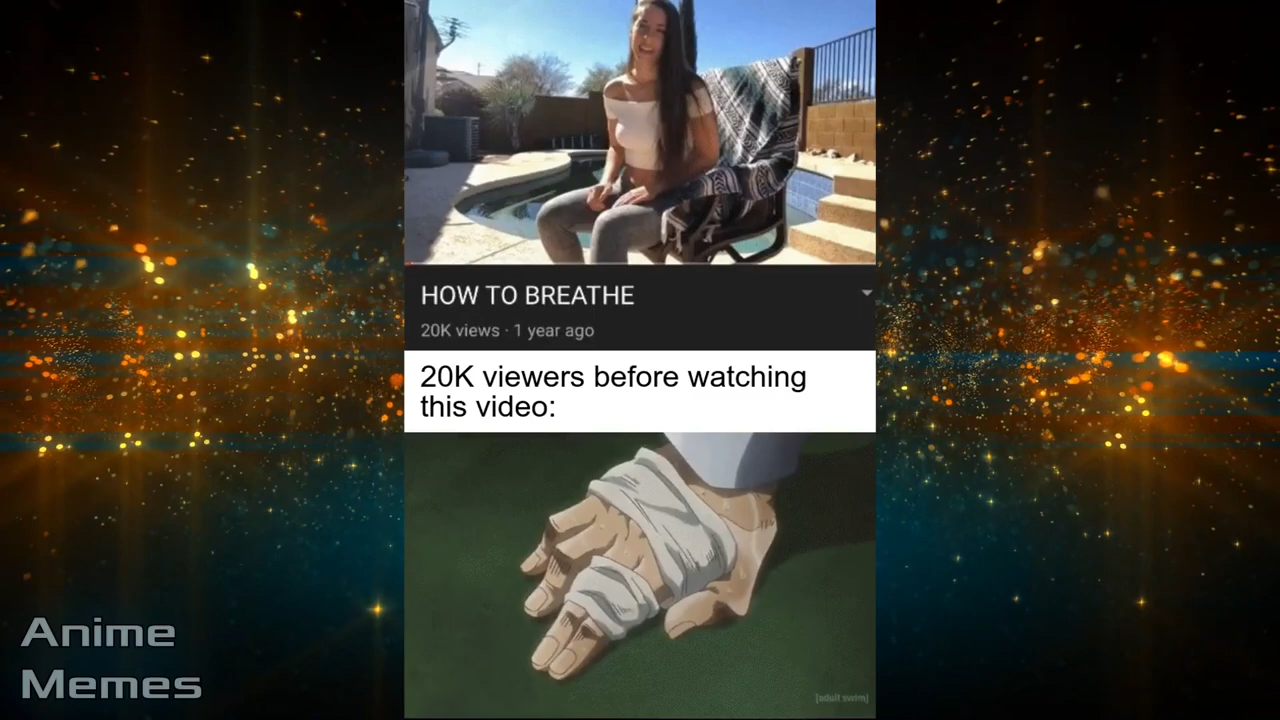 HOW TO BREATHE
20K views · 1 year ago
20K viewers before watching
this video:
[adult swim]
Anime
Memes